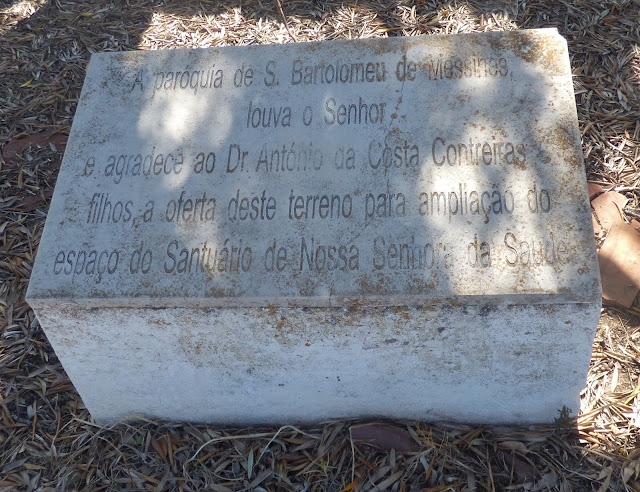 A paróquia de S. Bartolomeu de Messines,
louva o Senhor
e agradece ao Dr. António da Costa Contreiras
filhos, a oferta deste terreno para ampliação do
espaço do Santuário de Nossa Senhora da Saúde